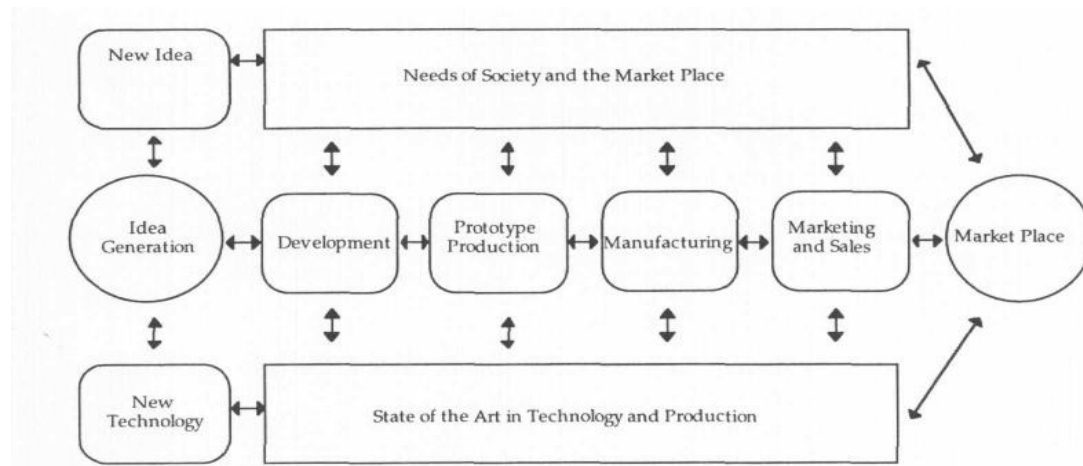 New Idea
Needs of Society and the Market Place
Idea
Generation
Development
Prototype
Production
Manufacturing
Marketing
and Sales
Market Place
New
Technology
State of the Art in Technology and Production